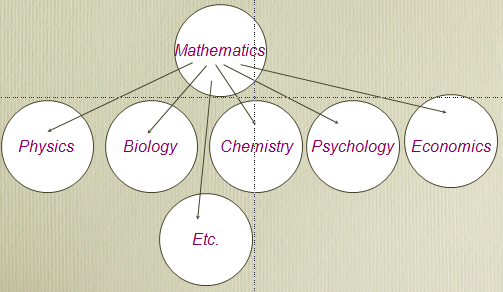 Mathematics
Physics
Biology
Chemistry
Psychology
Economics
Etc.